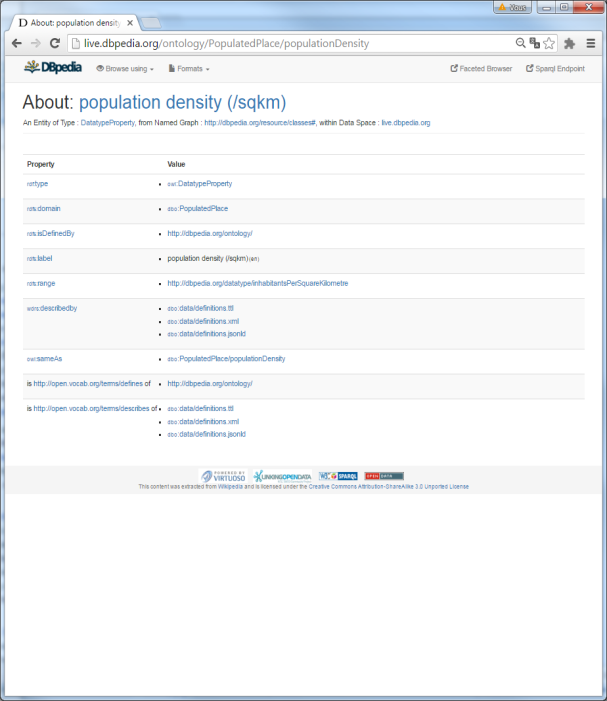 Vous
D About: population density
live.dbpedia.org/ontology/PopulatedPlace/populationDensity
DBpedia Browse using Formats Faceted Browser Sparql Endpoint
About: population density (/sqkm)
An Entity of Type : DatatypeProperty, from Named Graph : http://dbpedia.org/resource/classes#, within Data Space : live.dbpedia.org
Property Value
rdf:type owl:DatatypeProperty
rdfs:domain dbo:PopulatedPlace
rdfs:isDefinedBy http://dbpedia.org/ontology/
rdfs:label population density (/sqkm) (en)
rdfs:range http://dbpedia.org/datatype/inhabitantsPerSquareKilometre
wdrs:describedby dbo:data/definitions.ttl
dbo:data/definitions.xml
dbo:data/definitions.jsonld
owl:sameAs dbo:PopulatedPlace/populationDensity
is http://open.vocab.org/terms/defines of http://dbpedia.org/ontology/
is http://open.vocab.org/terms/describes of dbo:data/definitions.ttl
dbo:data/definitions.xml
dbo:data/definitions.jsonld
POWERED BY VIRTUOSO LINKINGOPENDATA W3C SPARQL OPEN DATA
This content was extracted from Wikipedia and is licensed under the Creative Commons Attribution-ShareAlike 3.0 Unported License